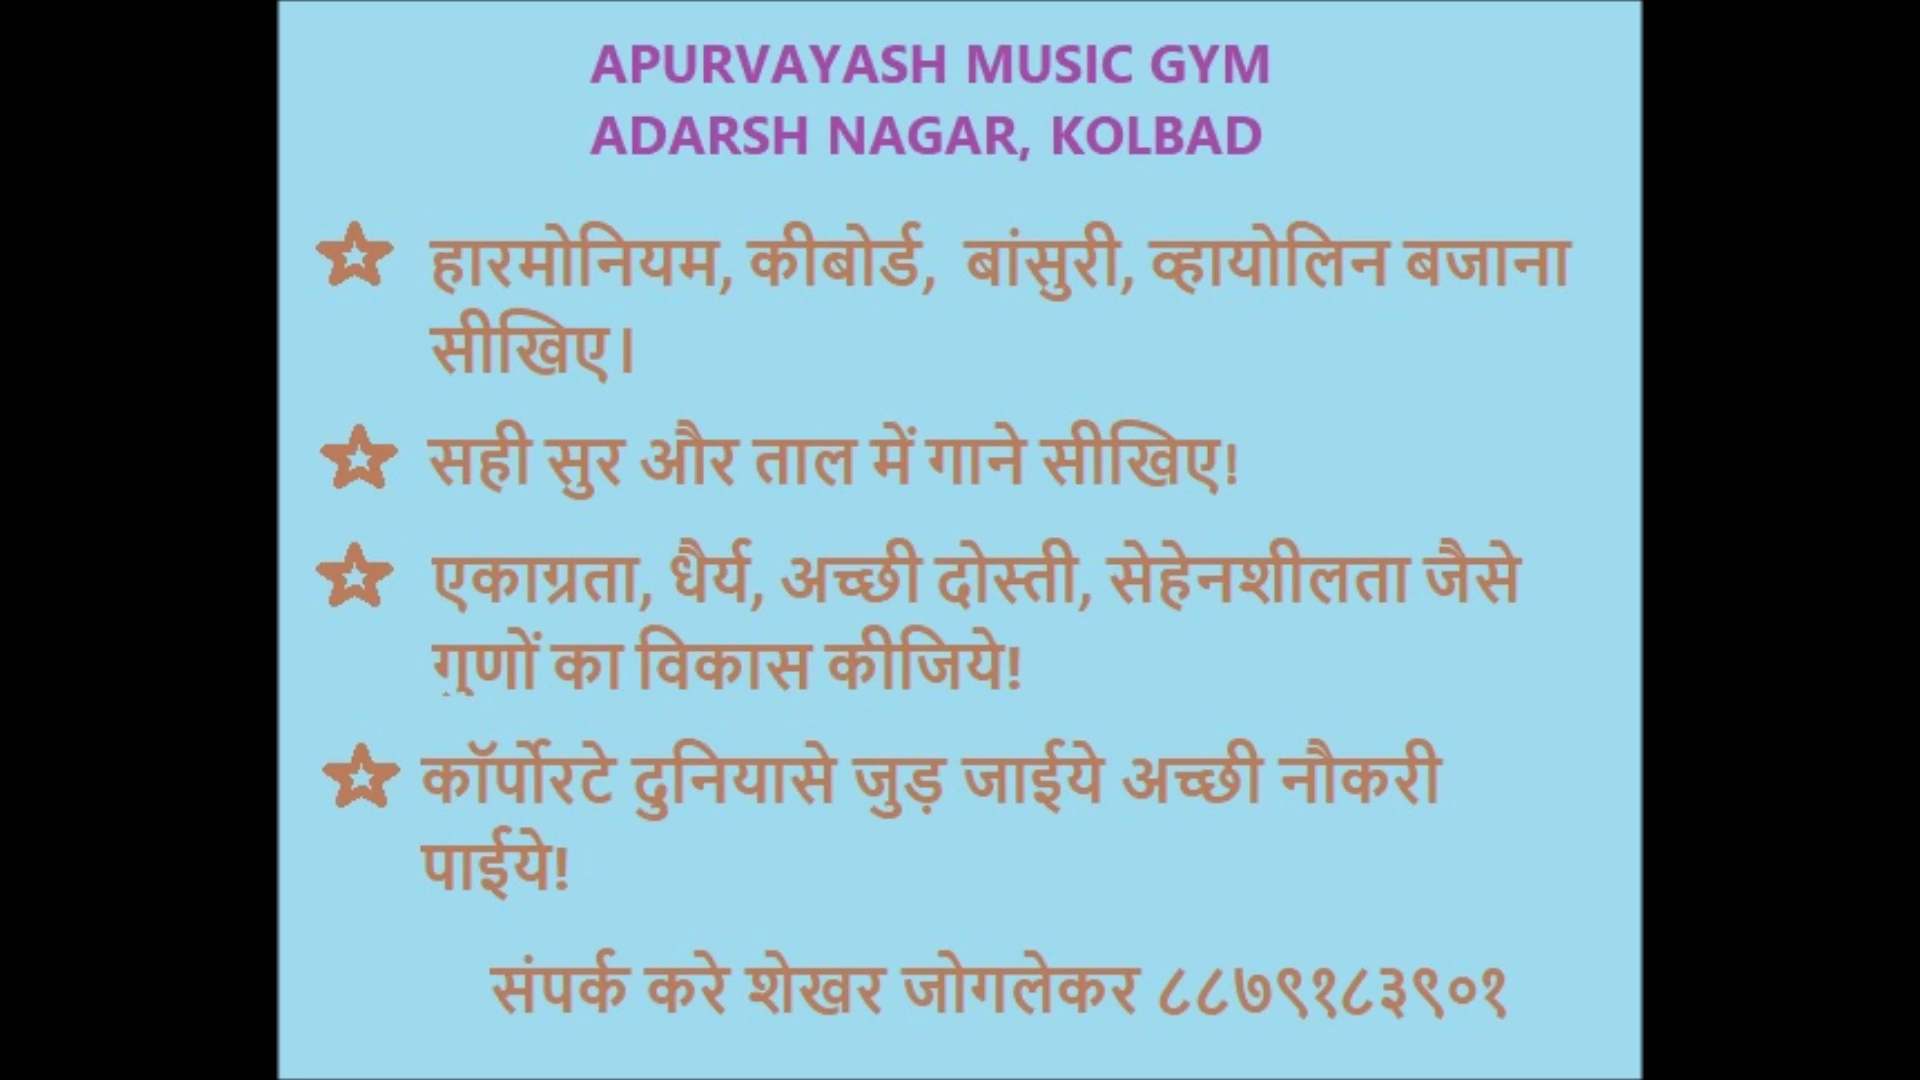 APURVAYASH MUSIC GYM
ADARSH NAGAR, KOLBAD
हारमोनियम, कीबोर्ड, बांसुरी, व्हायोलिन बजाना
सीखिए।
सही सुर और ताल में गाने सीखिए!
एकाग्रता, धैर्य, अच्छी दोस्ती, सेहेनशीलता जैसे
गुणों का विकास कीजिये!
कॉर्पोरटे दुनियासे जुड़ जाईये अच्छी नौकरी
पाईये!
संपर्क करे शेखर जोगलेकर ८८७९१८३९०१